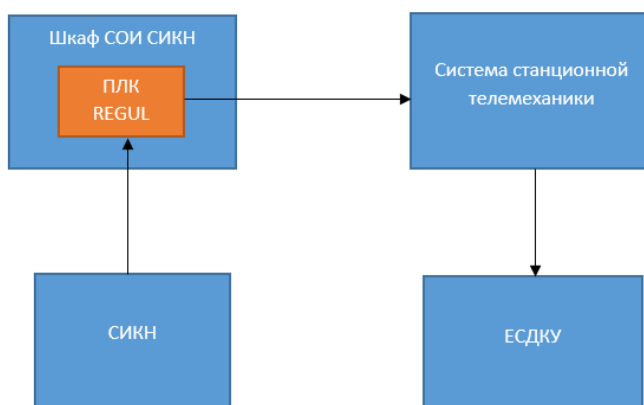 Шкаф СОИ СИКН
ПЛК
REGUL
Система станционной
телемеханики
СИКН
ЕСДКУ